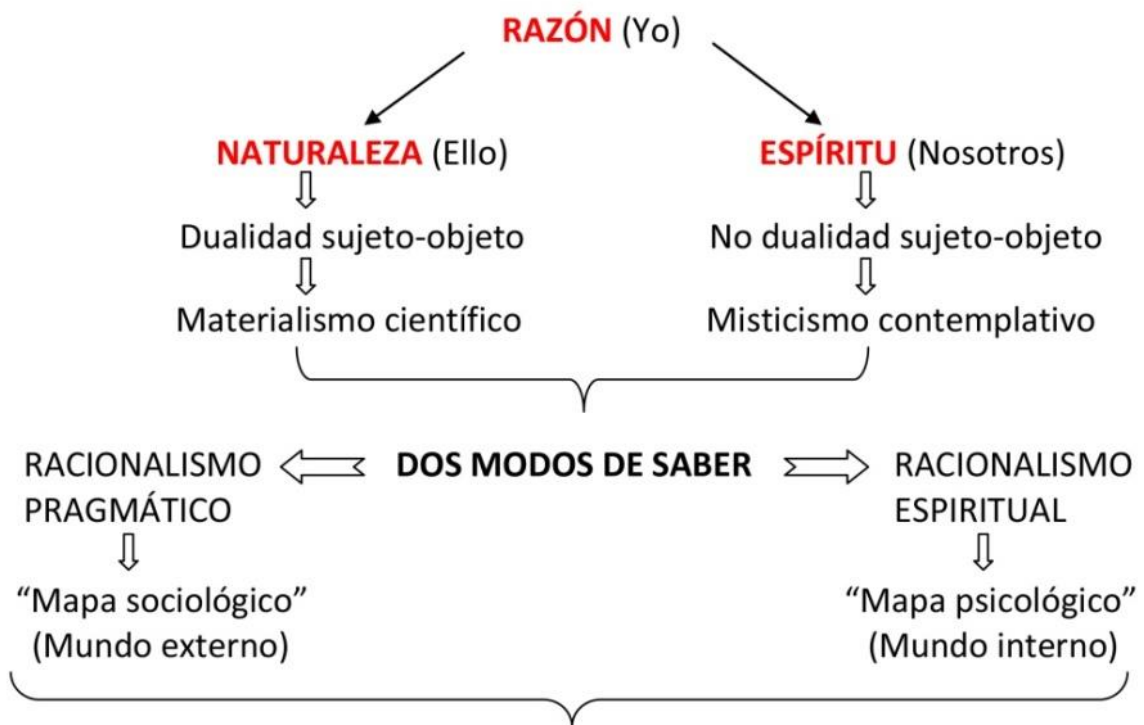 RAZÓN (Yo)
NATURALEZA (Ello)
ESPÍRITU (Nosotros)
Dualidad sujeto-objeto
No dualidad sujeto-objeto
Materialismo científico
Misticismo contemplativo
RACIONALISMO
PRAGMÁTICO
DOS MODOS DE SABER
RACIONALISMO
ESPIRITUAL
“Mapa sociológico”
(Mundo externo)
“Mapa psicológico”
(Mundo interno)